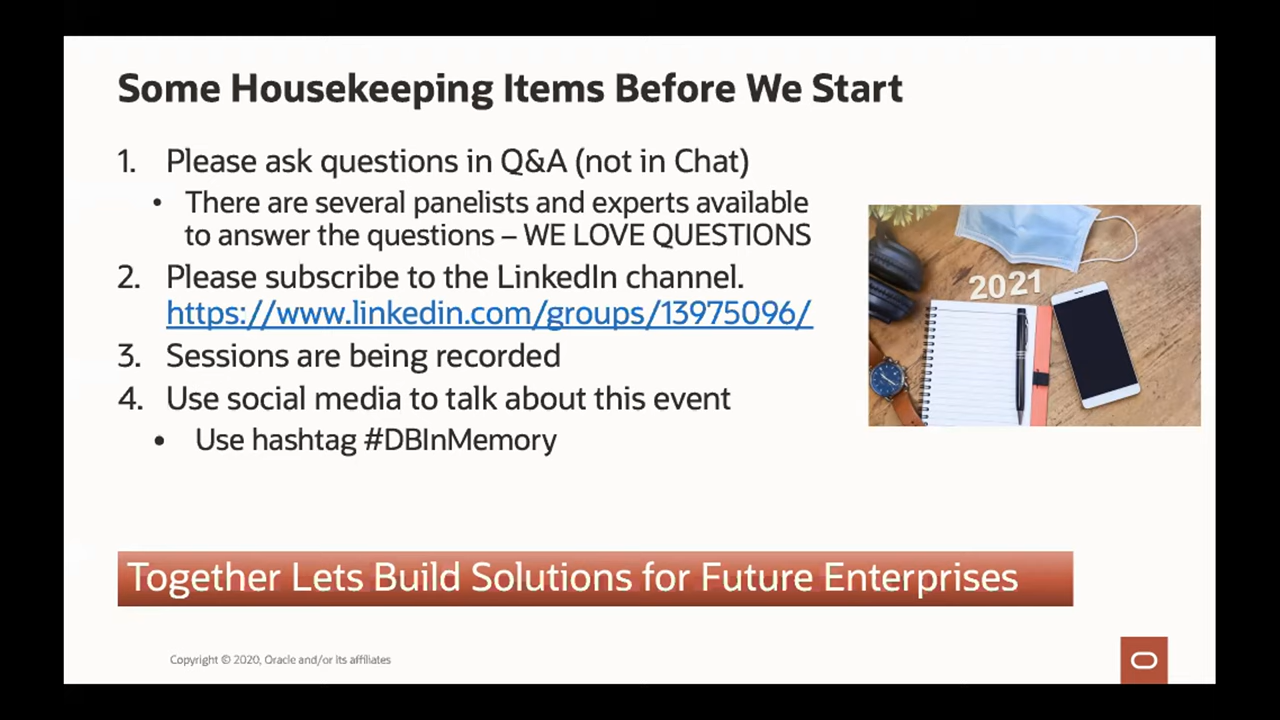 Some Housekeeping Items Before We Start
1. Please ask questions in Q&A (not in Chat)
• There are several panelists and experts available
to answer the questions – WE LOVE QUESTIONS
2. Please subscribe to the LinkedIn channel.
https://www.linkedin.com/groups/13975096/
3. Sessions are being recorded
4. Use social media to talk about this event
• Use hashtag #DBInMemory
2021
Together Lets Build Solutions for Future Enterprises
Copyright © 2020, Oracle and/or its affiliates